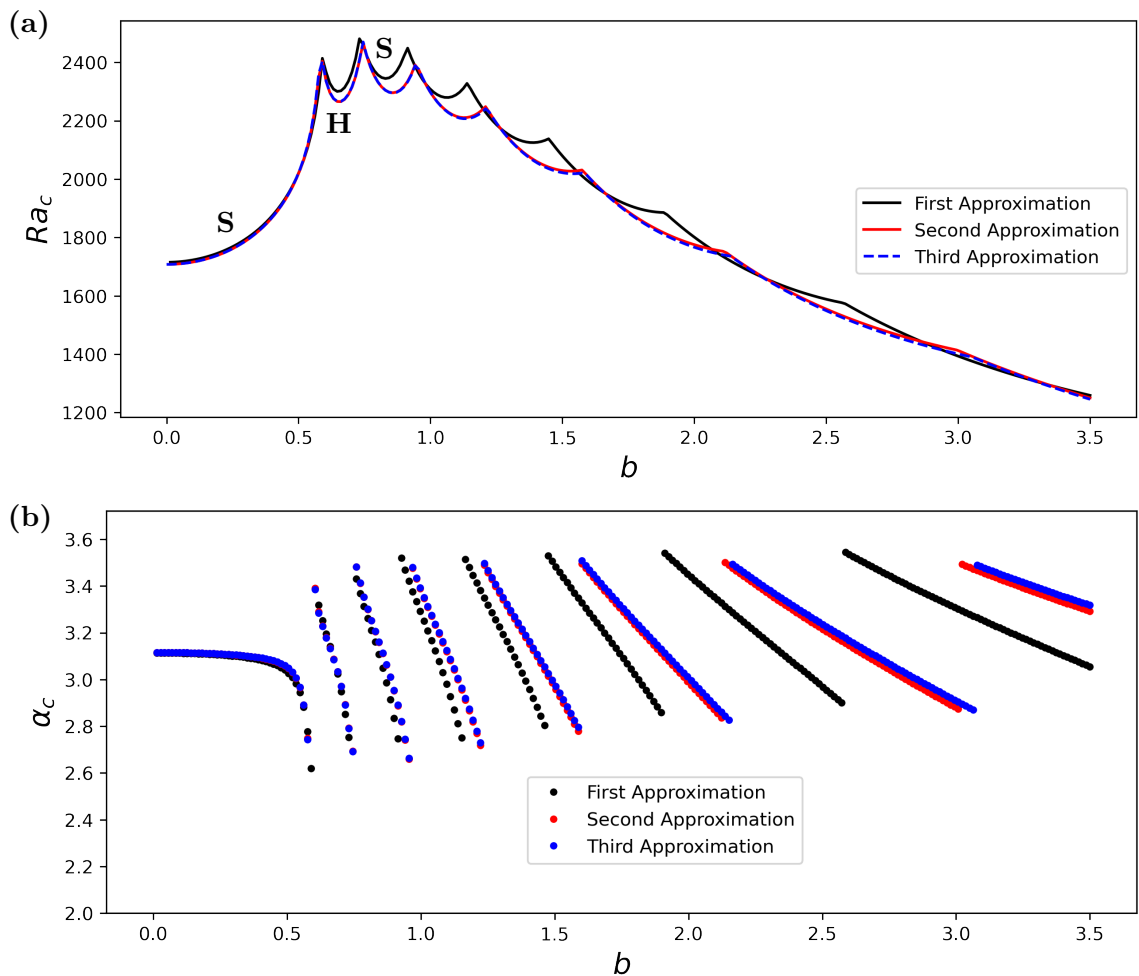 (a)
2400
2200
2000
1800
1600
1400
1200
Ra_c
S
H
S
First Approximation
Second Approximation
Third Approximation
0.0 0.5 1.0 1.5 2.0 2.5 3.0 3.5
b
(b)
3.6
3.4
3.2
3.0
2.8
2.6
2.4
2.2
2.0
α_c
First Approximation
Second Approximation
Third Approximation
0.0 0.5 1.0 1.5 2.0 2.5 3.0 3.5
b